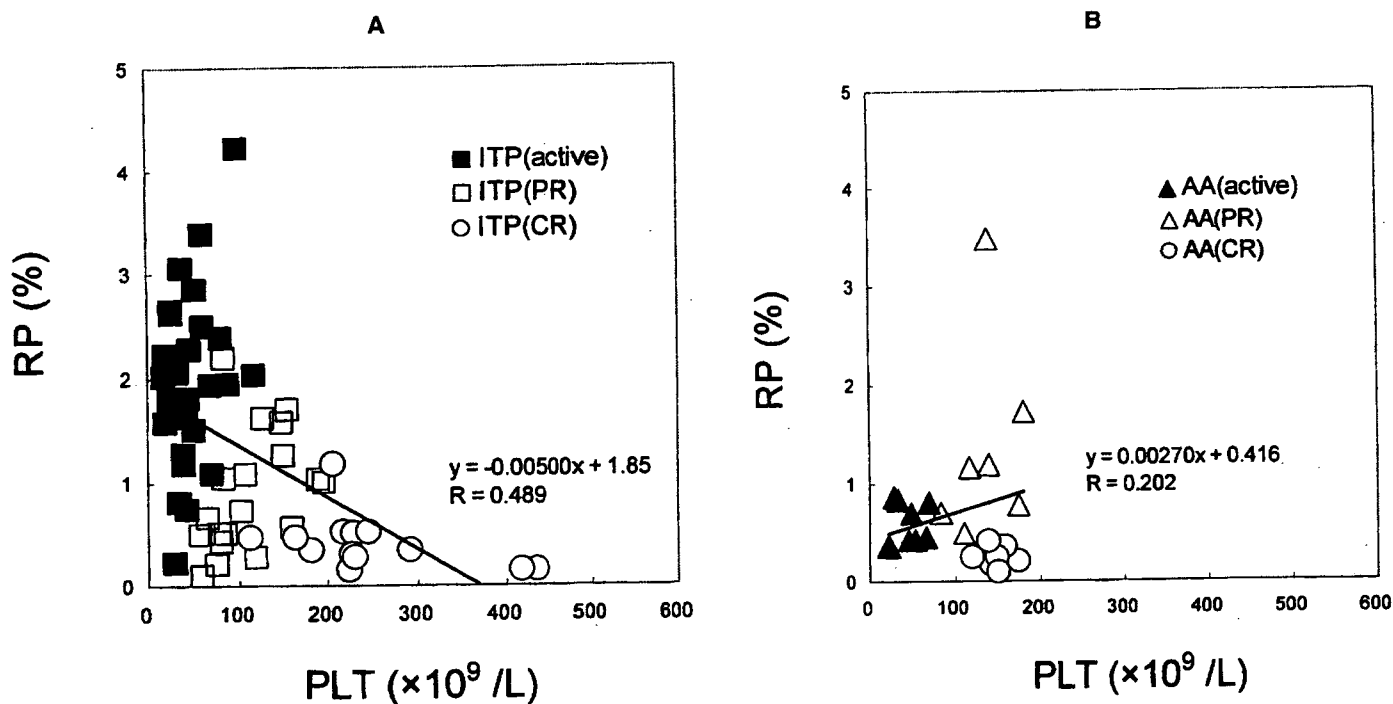 A
5
4
3
2
1
0
RP (%)
ITP(active)
ITP(PR)
ITP(CR)
y = -0.00500x + 1.85
R = 0.489
0 100 200 300 400 500 600
PLT (×10⁹ /L)
B
5
4
3
2
1
0
RP (%)
AA(active)
AA(PR)
AA(CR)
y = 0.00270x + 0.416
R = 0.202
0 100 200 300 400 500 600
PLT (×10⁹ /L)